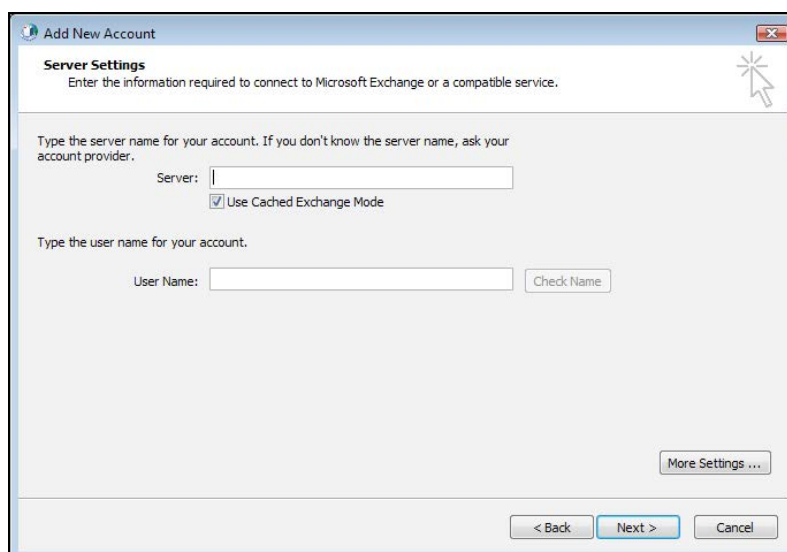 Add New Account
Server Settings
Enter the information required to connect to Microsoft Exchange or a compatible service.
Type the server name for your account. If you don't know the server name, ask your
account provider.
Server:
Use Cached Exchange Mode
Type the user name for your account.
User Name:
Check Name
More Settings ...
< Back
Next >
Cancel